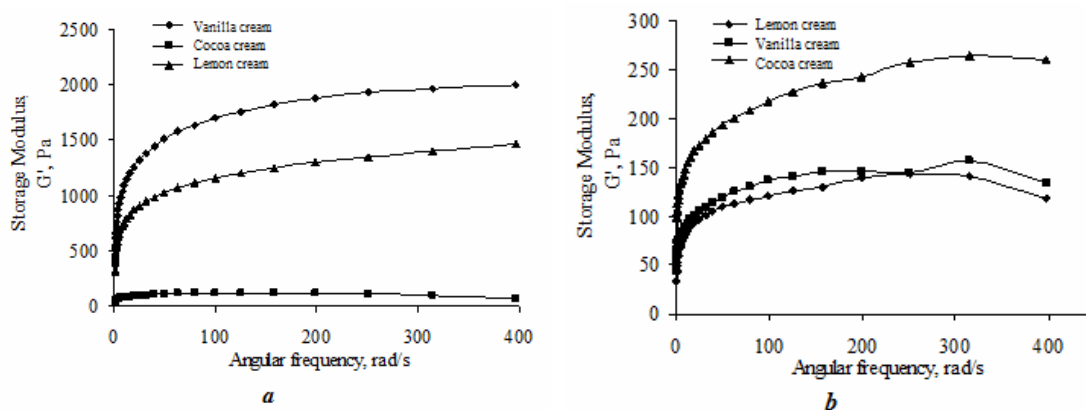 Vanilla cream
Cocoa cream
Lemon cream
2500
2000
1500
1000
500
0
Storage Modulus,
G', Pa
0 100 200 300 400
Angular frequency, rad/s
a
Lemon cream
Vanilla cream
Cocoa cream
300
250
200
150
100
50
0
Storage Modulus,
G', Pa
0 100 200 300 400
Angular frequency, rad/s
b